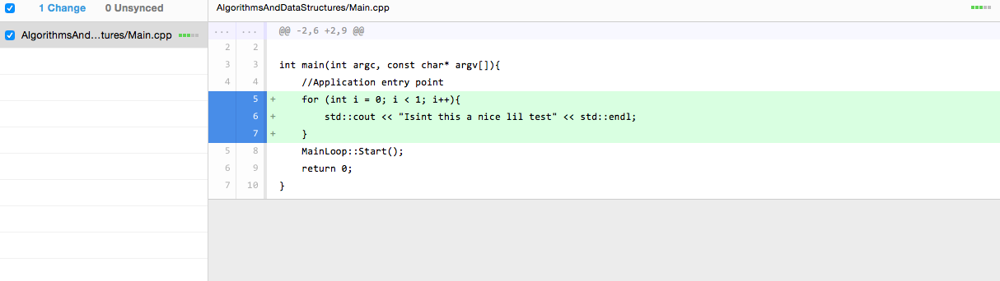 1 Change 0 Unsynced AlgorithmsAndDataStructures/Main.cpp
AlgorithmsAnd...tures/Main.cpp
... ... @@ -2,6 +2,9 @@
2 2
3 3 int main(int argc, const char* argv[]){
4 4 //Application entry point
5 + for (int i = 0; i < 1; i++){
6 + std::cout << "Isint this a nice lil test" << std::endl;
7 + }
5 8 MainLoop::Start();
6 9 return 0;
7 10 }